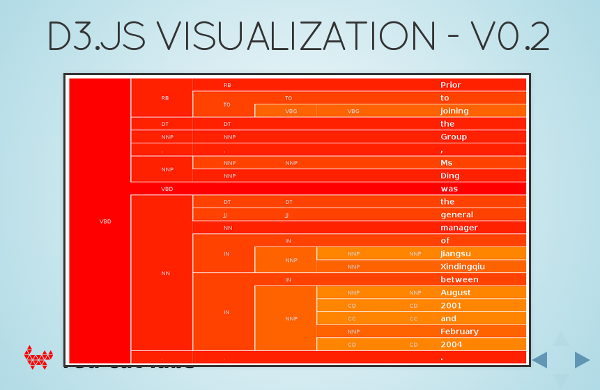 D3.JS VISUALIZATION - V0.2
RB Prior
RB TO TO to
VBG VBG joining
DT DT the
NNP NNP Group
, ,
NNP NNP NNP Ms
NNP Ding
VBD VBD was
DT DT the
JJ JJ general
NN NN manager
IN IN of
NNP NNP NNP Jiangsu
NNP Xindingqiu
IN IN between
NNP NNP NNP August
CD CD 2001
CC CC and
NNP February
CD CD 2004
. .